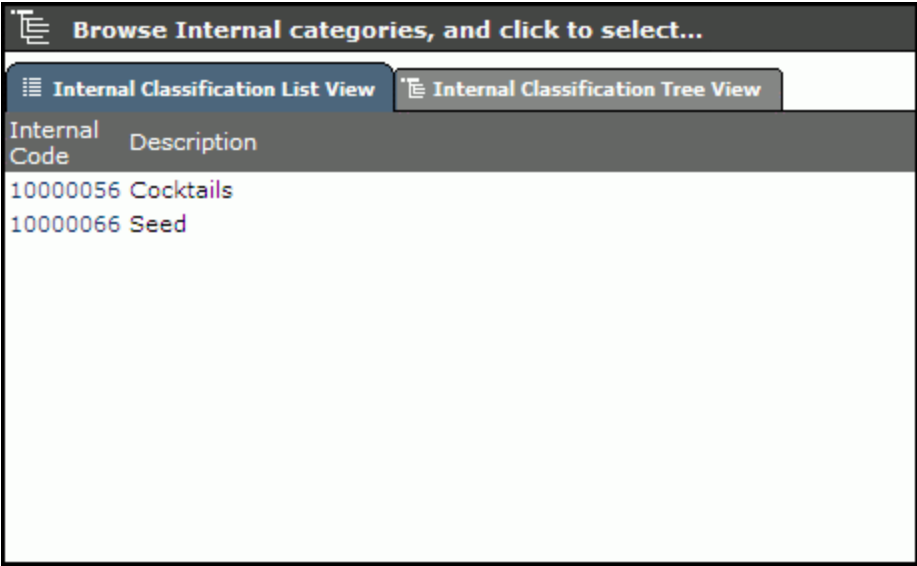 Browse Internal categories, and click to select...
Internal Classification List View Internal Classification Tree View
Internal
Code Description
10000056 Cocktails
10000066 Seed